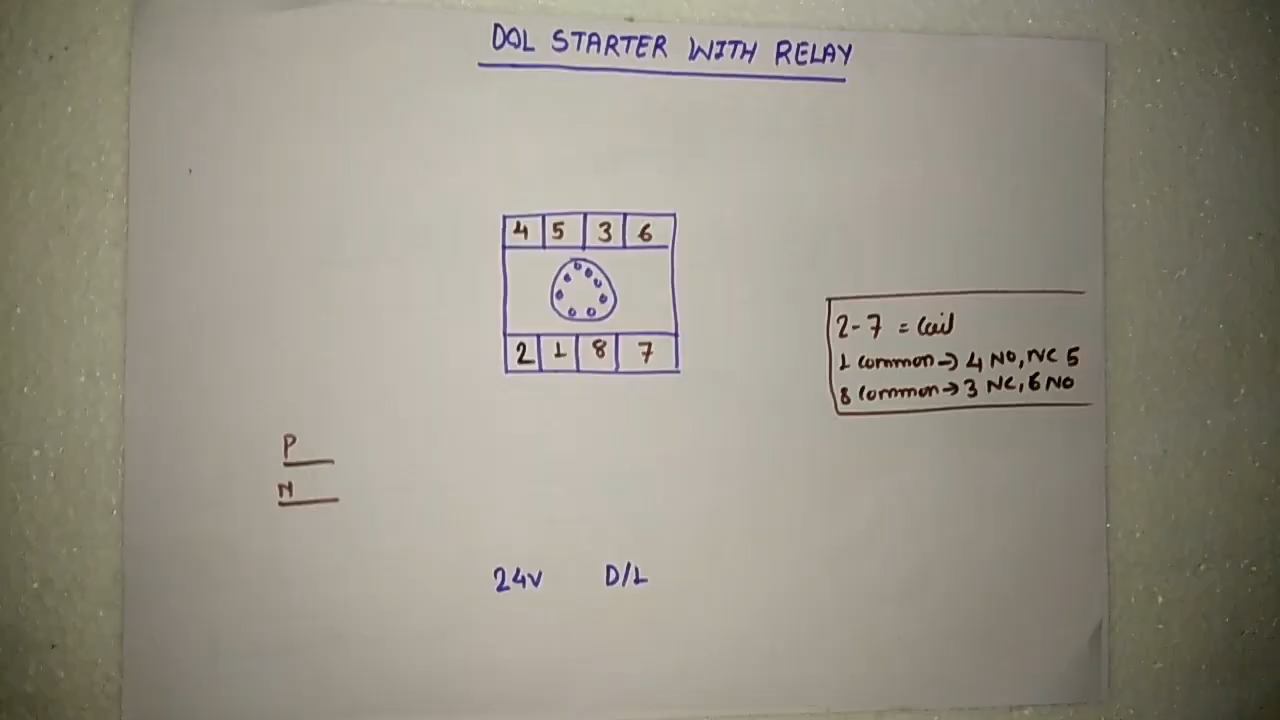 DOL STARTER WITH RELAY
4 5 3 6
2 1 8 7
2-7 = Coil
1 Common→ 4 NO, NC 5
8 Common→ 3 NC, 6 NO
P
N
24v D/L